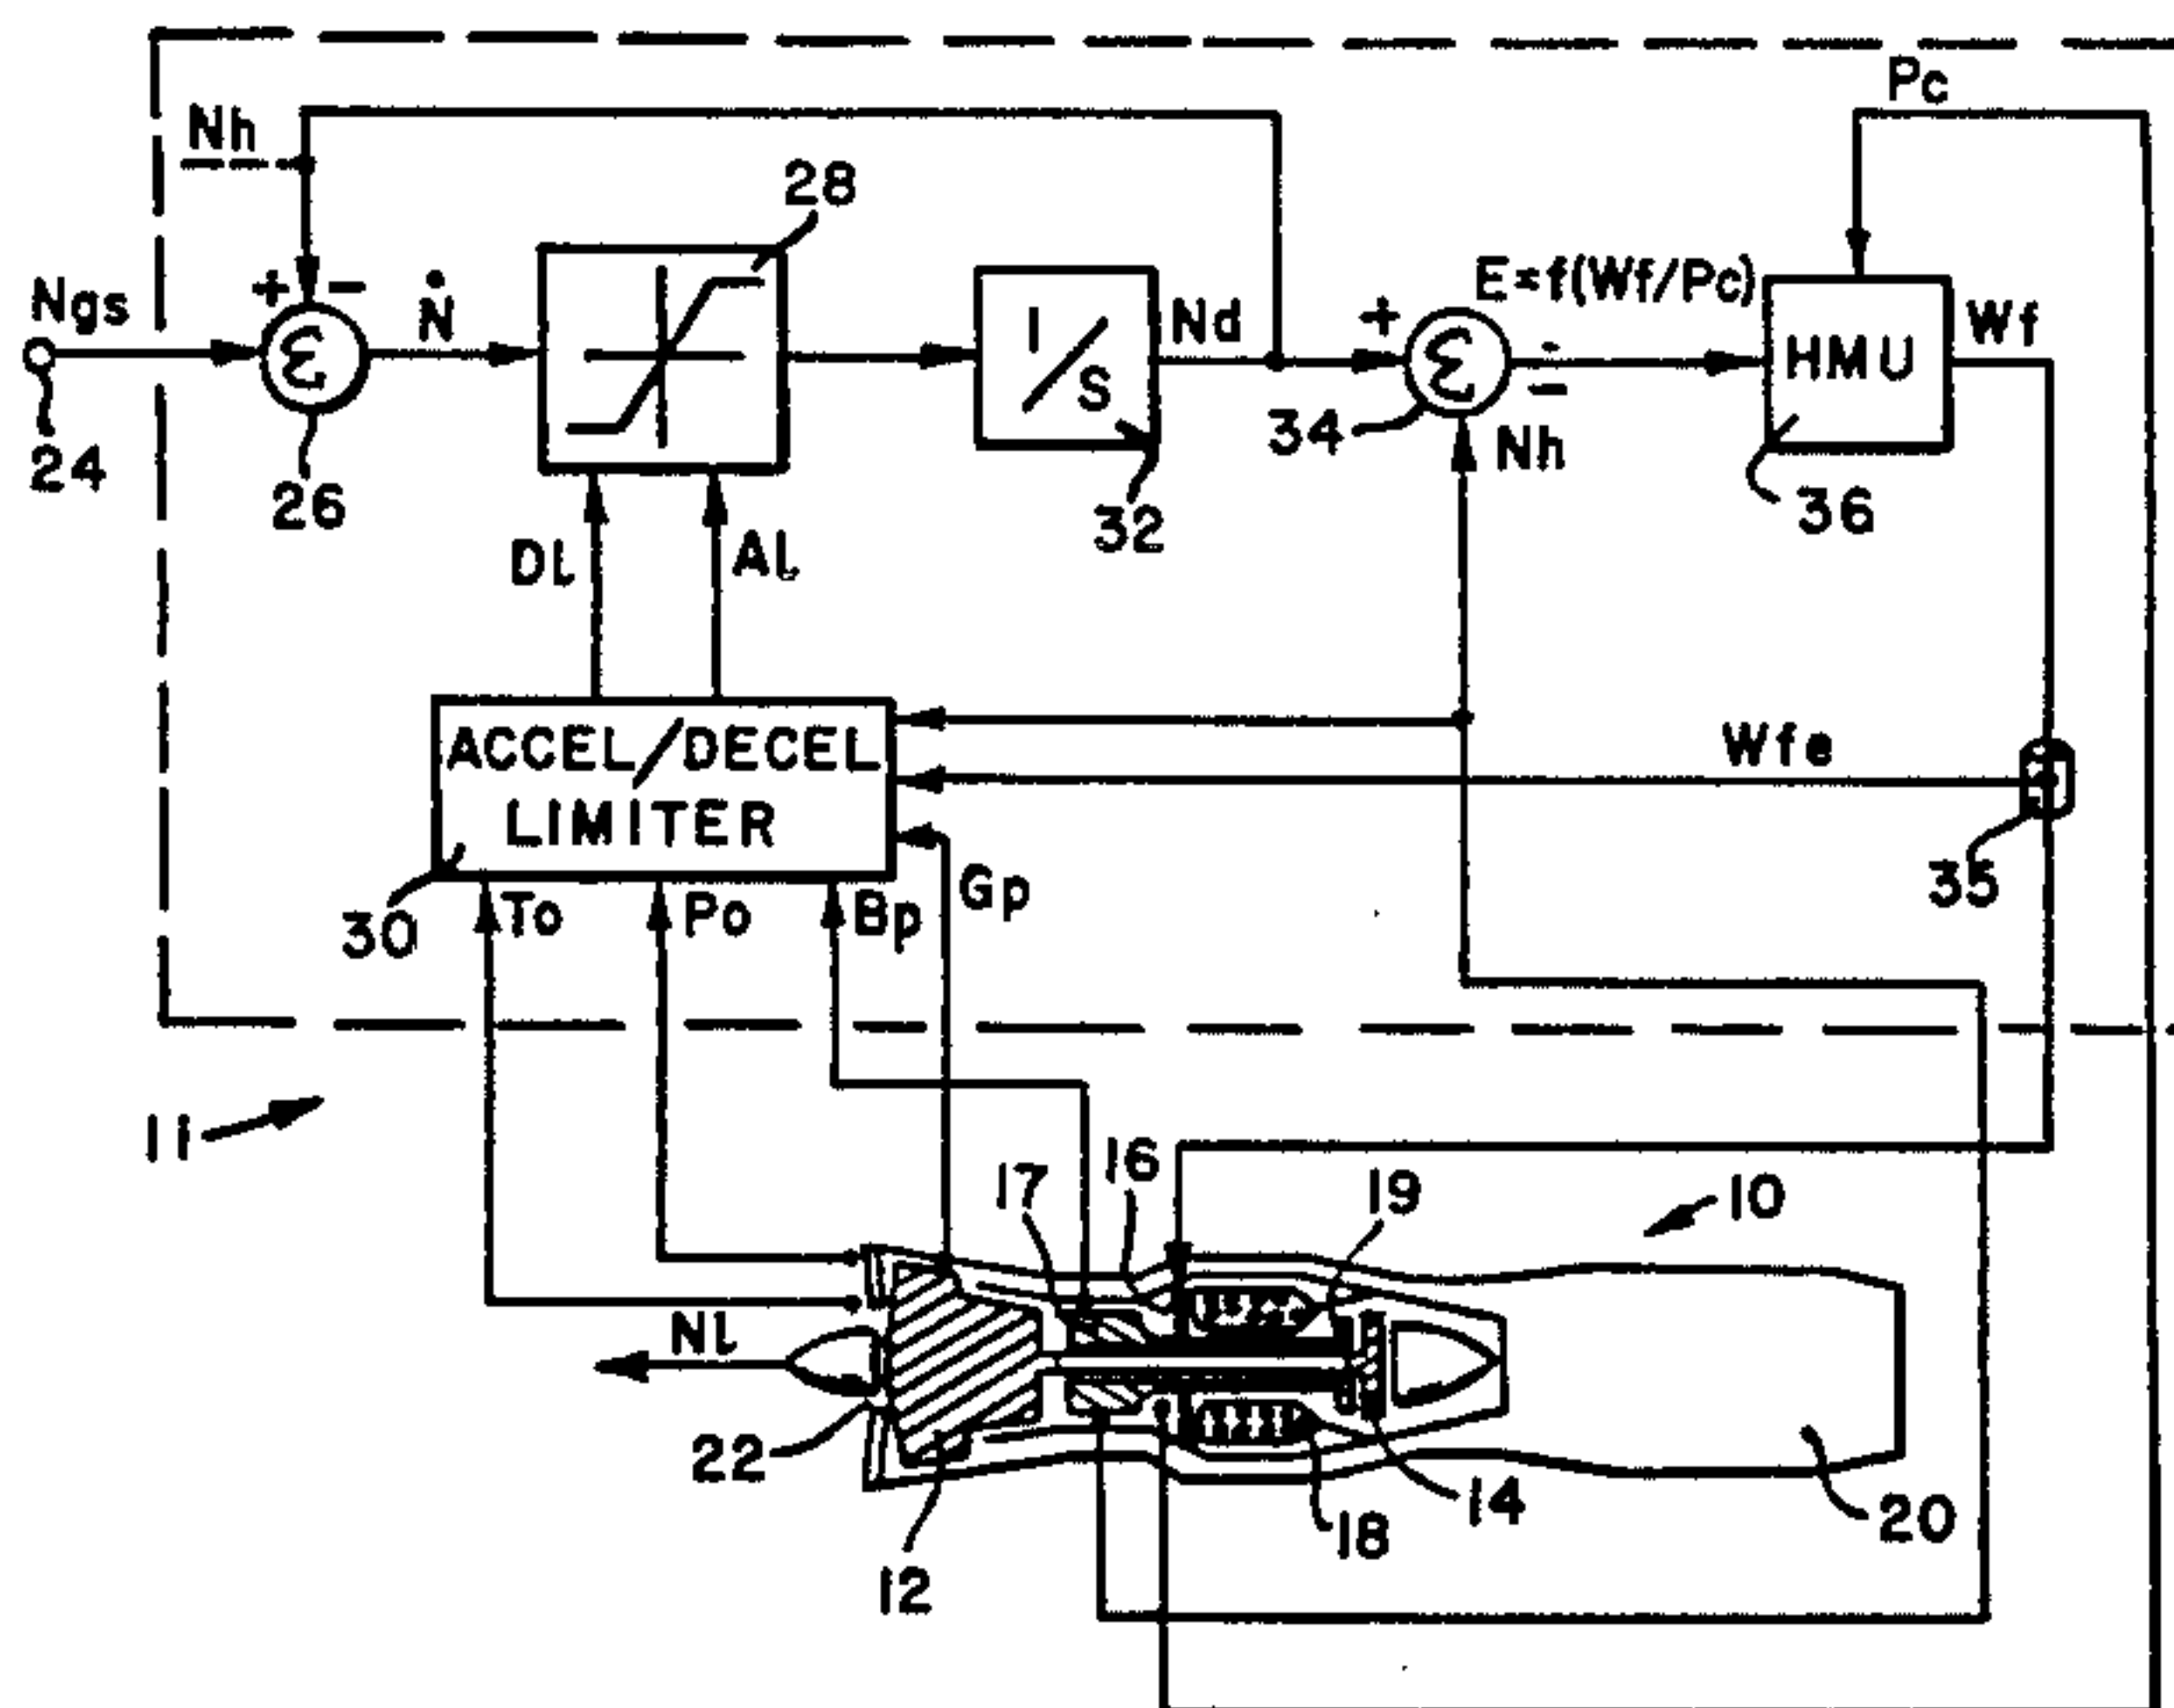 Pc
Nh
28
Ngs
+
−
Ṅ
I/S
Nd
+
E=f(Wf/Pc)
−
HMU
Wf
24
26
32
34
Nh
36
Dl
Al
ACCEL/DECEL
LIMITER
Wfe
35
30
To
Po
Bp
Gp
11
17
16
19
10
Nl
22
12
18
14
20